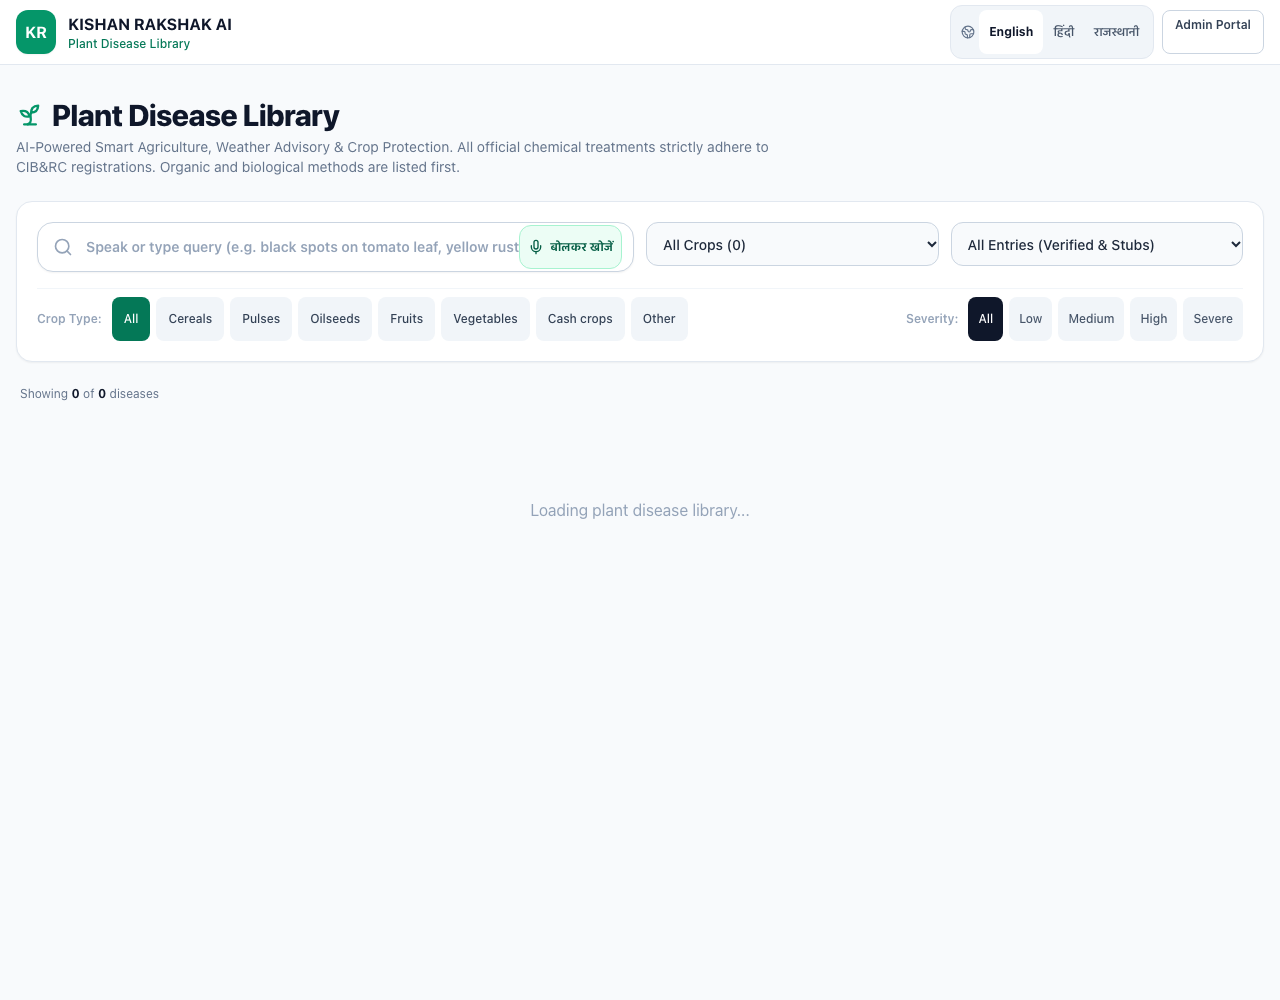 KR
KISHAN RAKSHAK AI
Plant Disease Library
English
हिंदी
राजस्थानी
Admin Portal
Plant Disease Library
AI-Powered Smart Agriculture, Weather Advisory & Crop Protection. All official chemical treatments strictly adhere to
CIB&RC registrations. Organic and biological methods are listed first.
Speak or type query (e.g. black spots on tomato leaf, yellow rust
बोलकर खोजें
All Crops (0)
All Entries (Verified & Stubs)
Crop Type: All Cereals Pulses Oilseeds Fruits Vegetables Cash crops Other
Severity: All Low Medium High Severe
Showing 0 of 0 diseases
Loading plant disease library...